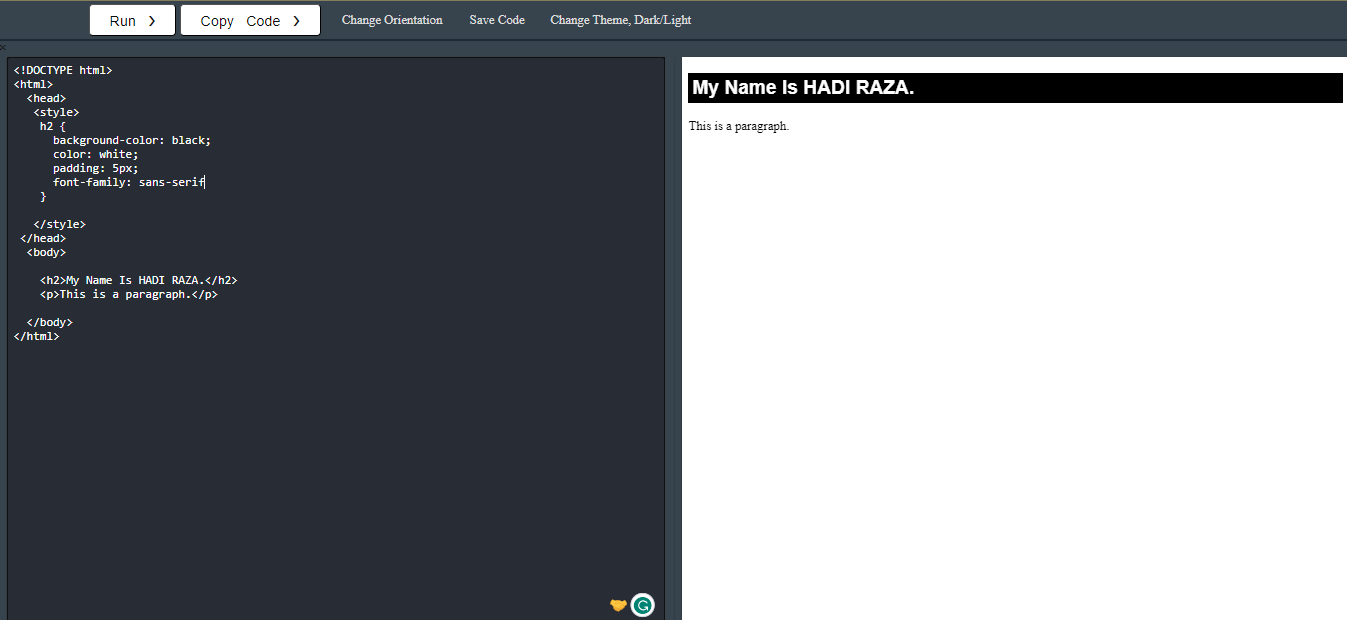 Run ❯ Copy Code ❯ Change Orientation Save Code Change Theme, Dark/Light
×
<!DOCTYPE html>
<html>
<head>
<style>
h2 {
background-color: black;
color: white;
padding: 5px;
font-family: sans-serif
}
</style>
</head>
<body>
<h2>My Name Is HADI RAZA.</h2>
<p>This is a paragraph.</p>
</body>
</html>
My Name Is HADI RAZA.
This is a paragraph.